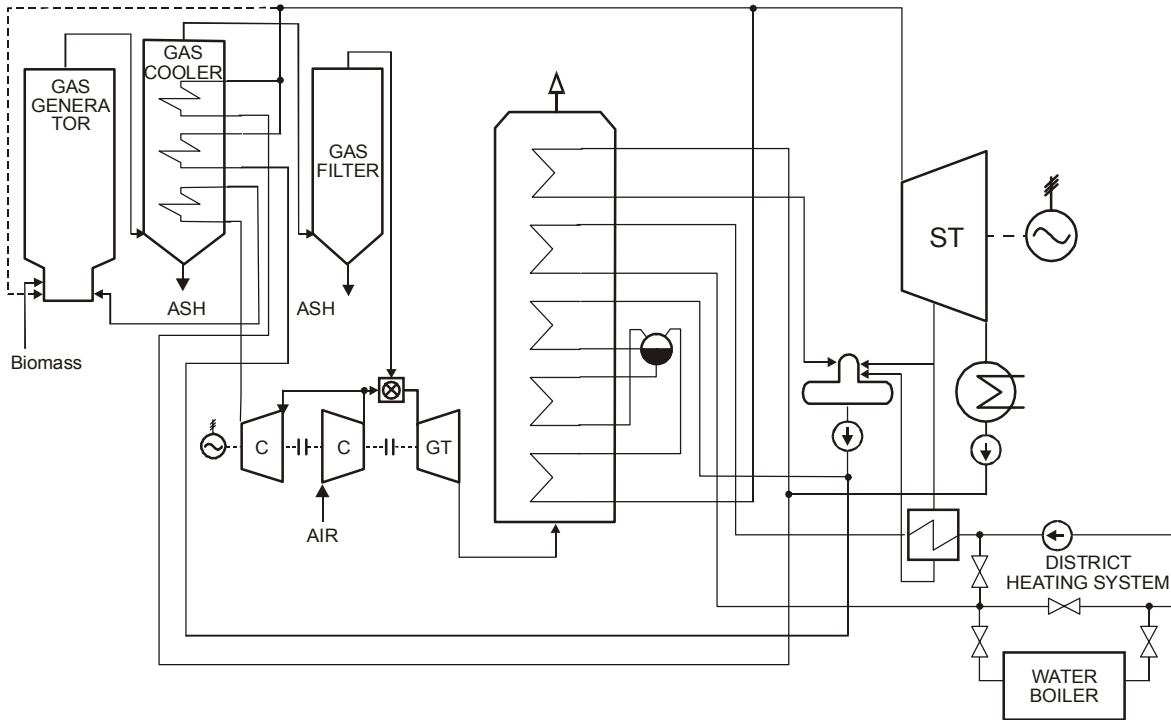 GAS
GENERA
TOR
GAS
COOLER
GAS
FILTER
ST
ASH
ASH
Biomass
C
C
GT
AIR
DISTRICT
HEATING SYSTEM
WATER
BOILER